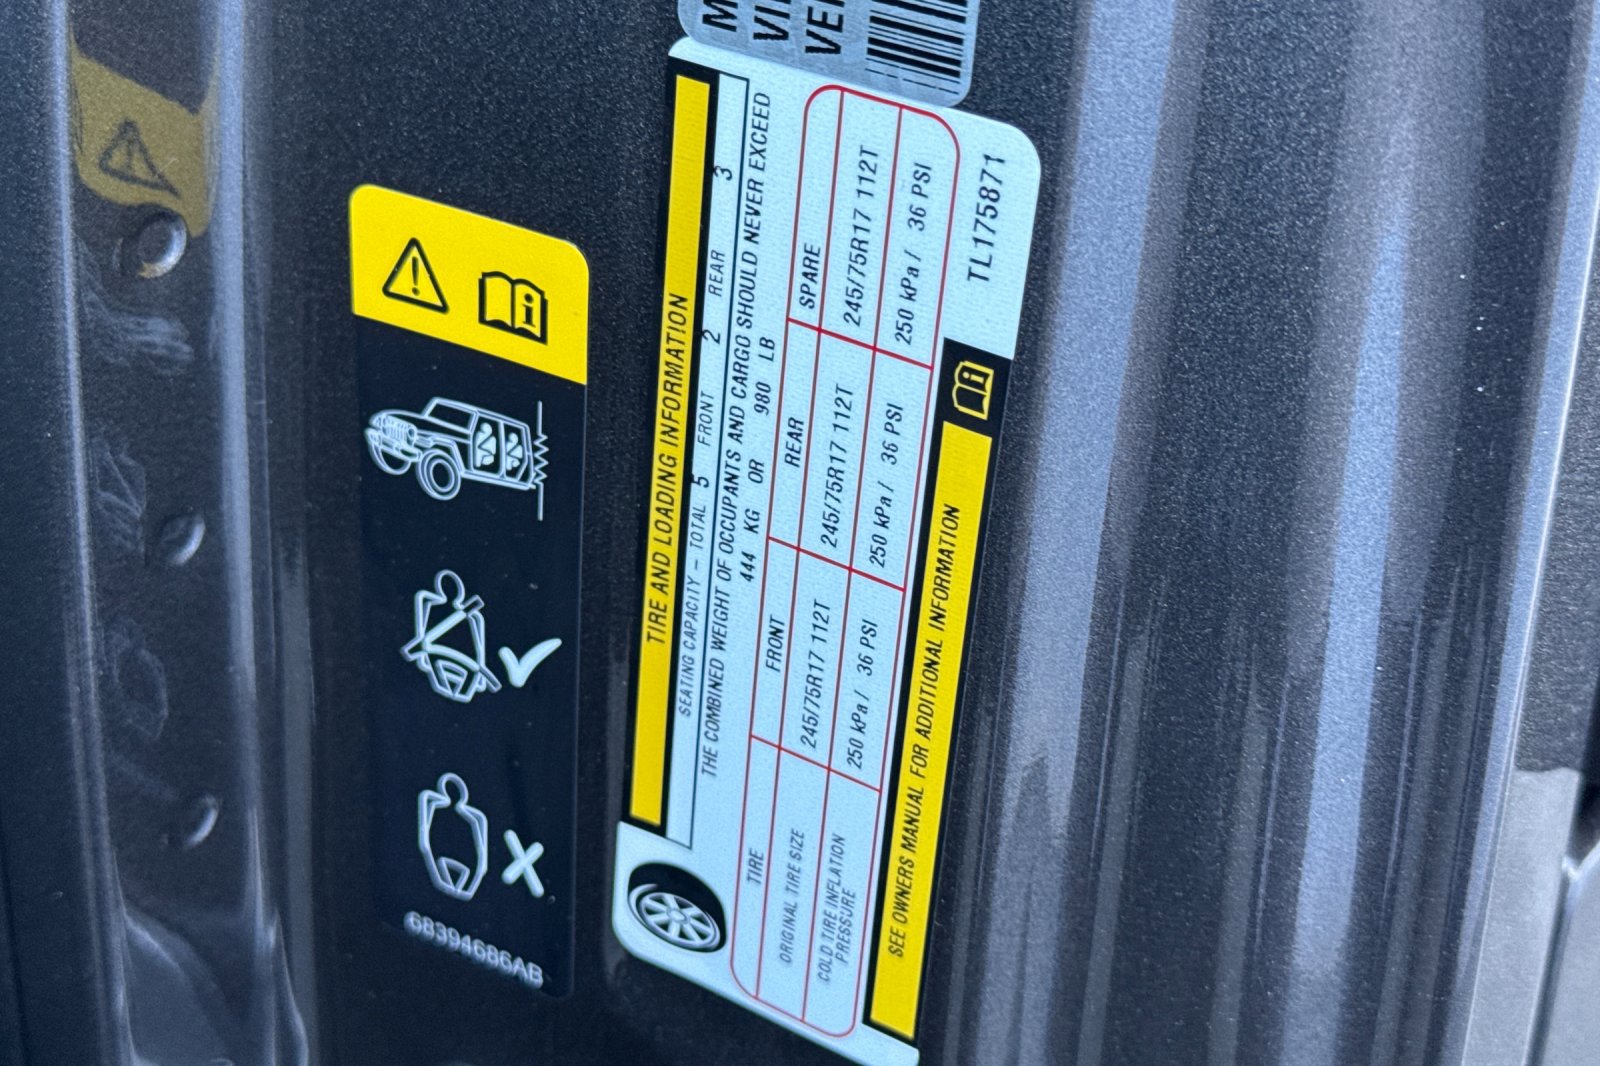 M
VI
VE
TIRE AND LOADING INFORMATION
SEATING CAPACITY – TOTAL 5 FRONT 2 REAR 3
THE COMBINED WEIGHT OF OCCUPANTS AND CARGO SHOULD NEVER EXCEED
444 KG OR 980 LB
TIRE FRONT REAR SPARE
ORIGINAL TIRE SIZE 245/75R17 112T 245/75R17 112T 245/75R17 112T
COLD TIRE INFLATION
PRESSURE 250 kPa / 36 PSI 250 kPa / 36 PSI 250 kPa / 36 PSI
SEE OWNERS MANUAL FOR ADDITIONAL INFORMATION
TL175871
68394686AB